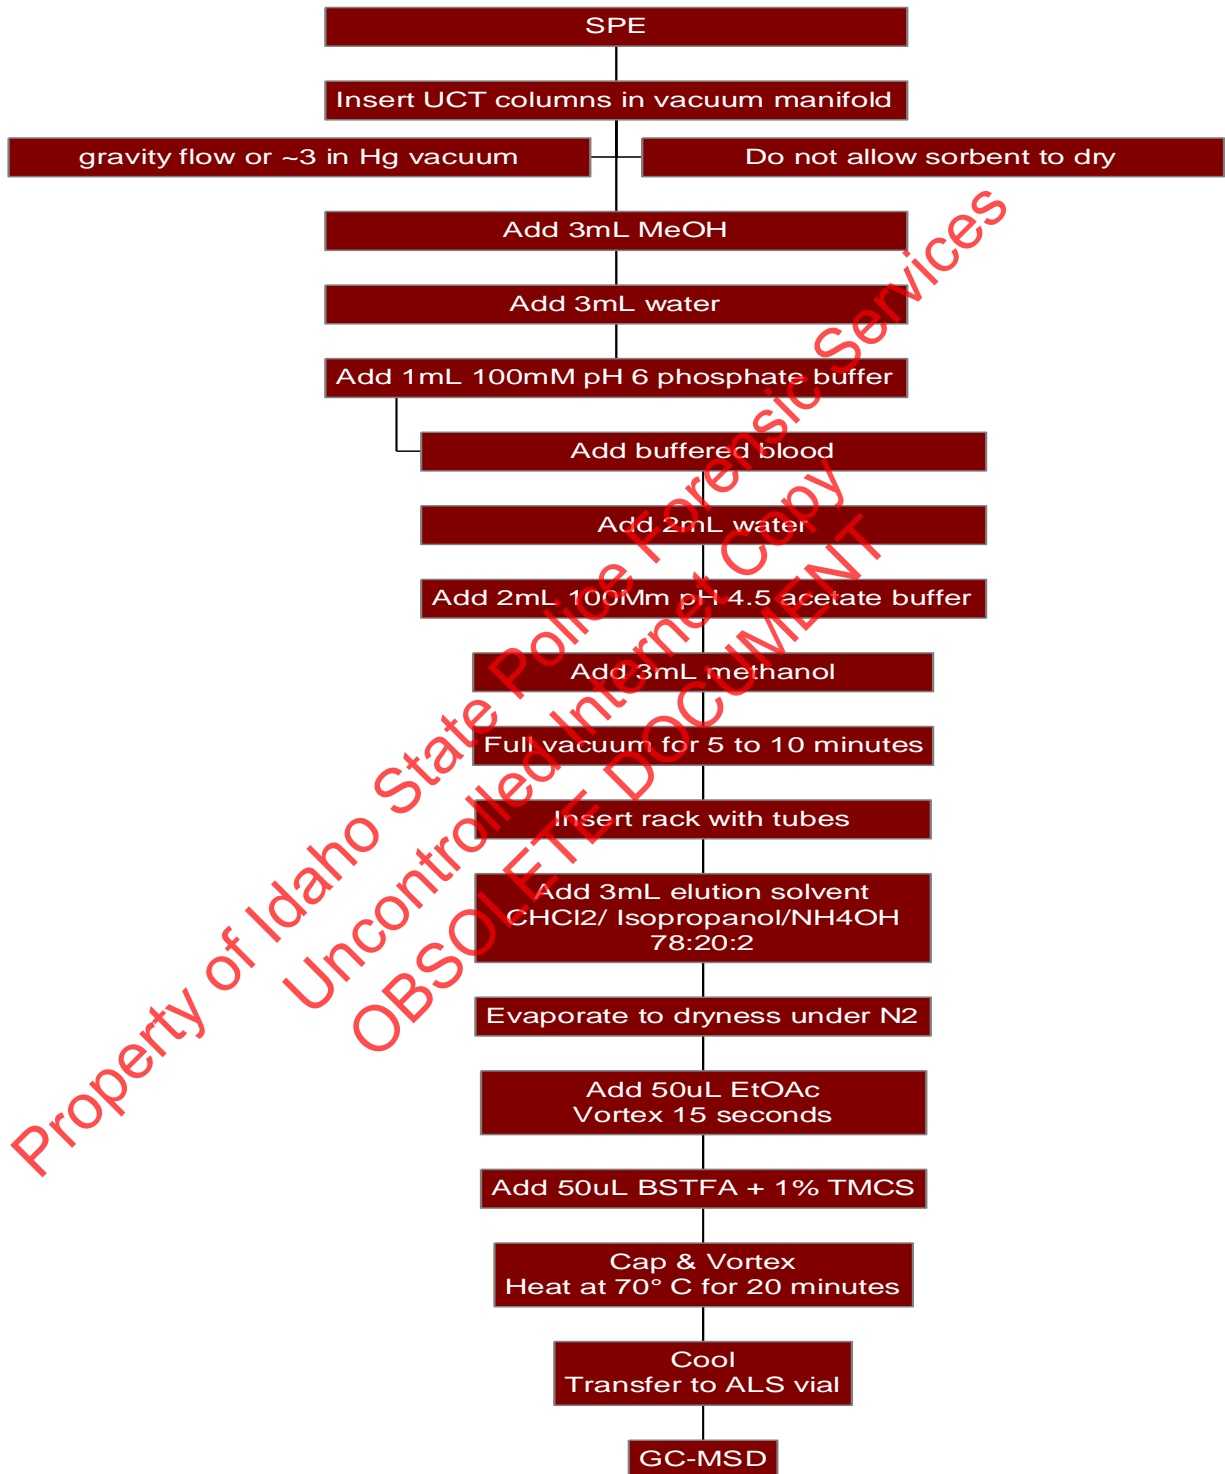 SPE
Insert UCT columns in vacuum manifold
gravity flow or ~3 in Hg vacuum
Do not allow sorbent to dry
Add 3mL MeOH
Add 3mL water
Add 1mL 100mM pH 6 phosphate buffer
Add buffered blood
Add 2mL water
Add 2mL 100Mm pH 4.5 acetate buffer
Add 3mL methanol
Full vacuum for 5 to 10 minutes
Insert rack with tubes
Add 3mL elution solvent
CHCl2/ Isopropanol/NH4OH
78:20:2
Evaporate to dryness under N2
Add 50uL EtOAc
Vortex 15 seconds
Add 50uL BSTFA + 1% TMCS
Cap & Vortex
Heat at 70° C for 20 minutes
Cool
Transfer to ALS vial
GC-MSD
Property of Idaho State Police Forensic Services
Uncontrolled Internet Copy
OBSOLETE DOCUMENT